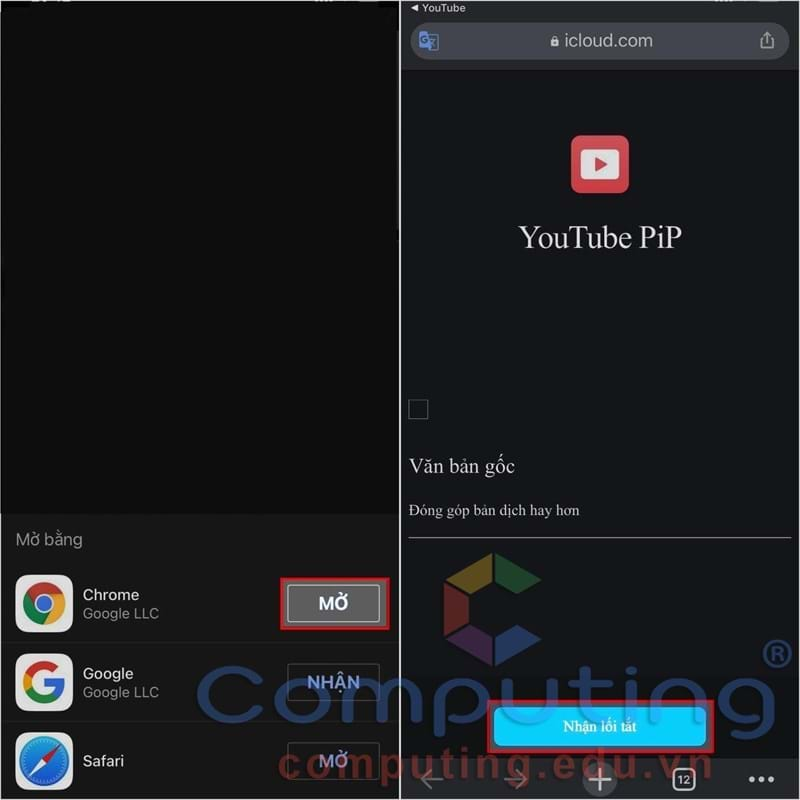 Mở bằng
Chrome
Google LLC
MỞ
Google
Google LLC
NHẬN
Safari
MỞ
◀ YouTube
icloud.com
YouTube PiP
Văn bản gốc
Đóng góp bản dịch hay hơn
Computing®
Nhận lối tắt
computing.edu.vn
12